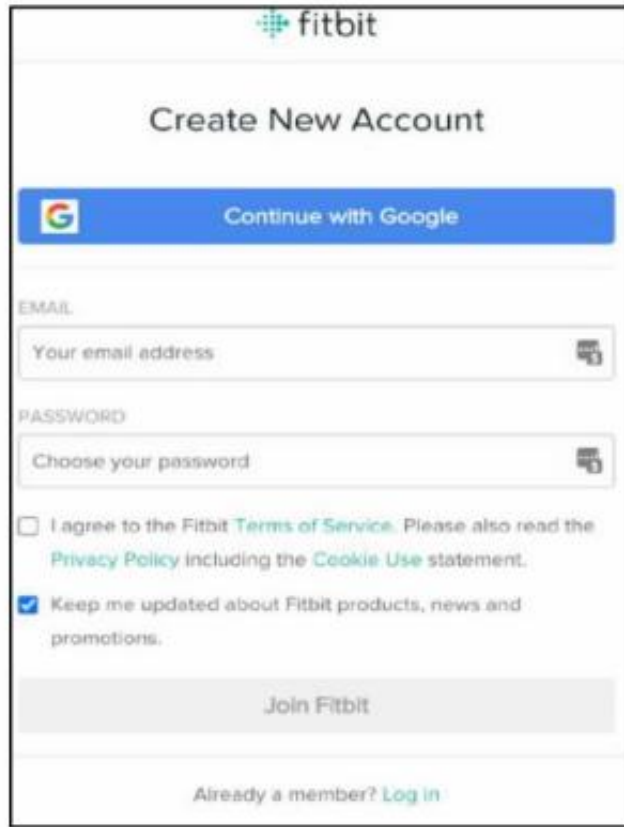 fitbit
Create New Account
Continue with Google
EMAIL
Your email address
PASSWORD
Choose your password
I agree to the Fitbit Terms of Service. Please also read the
Privacy Policy including the Cookie Use statement.
Keep me updated about Fitbit products, news and
promotions.
Join Fitbit
Already a member? Log in